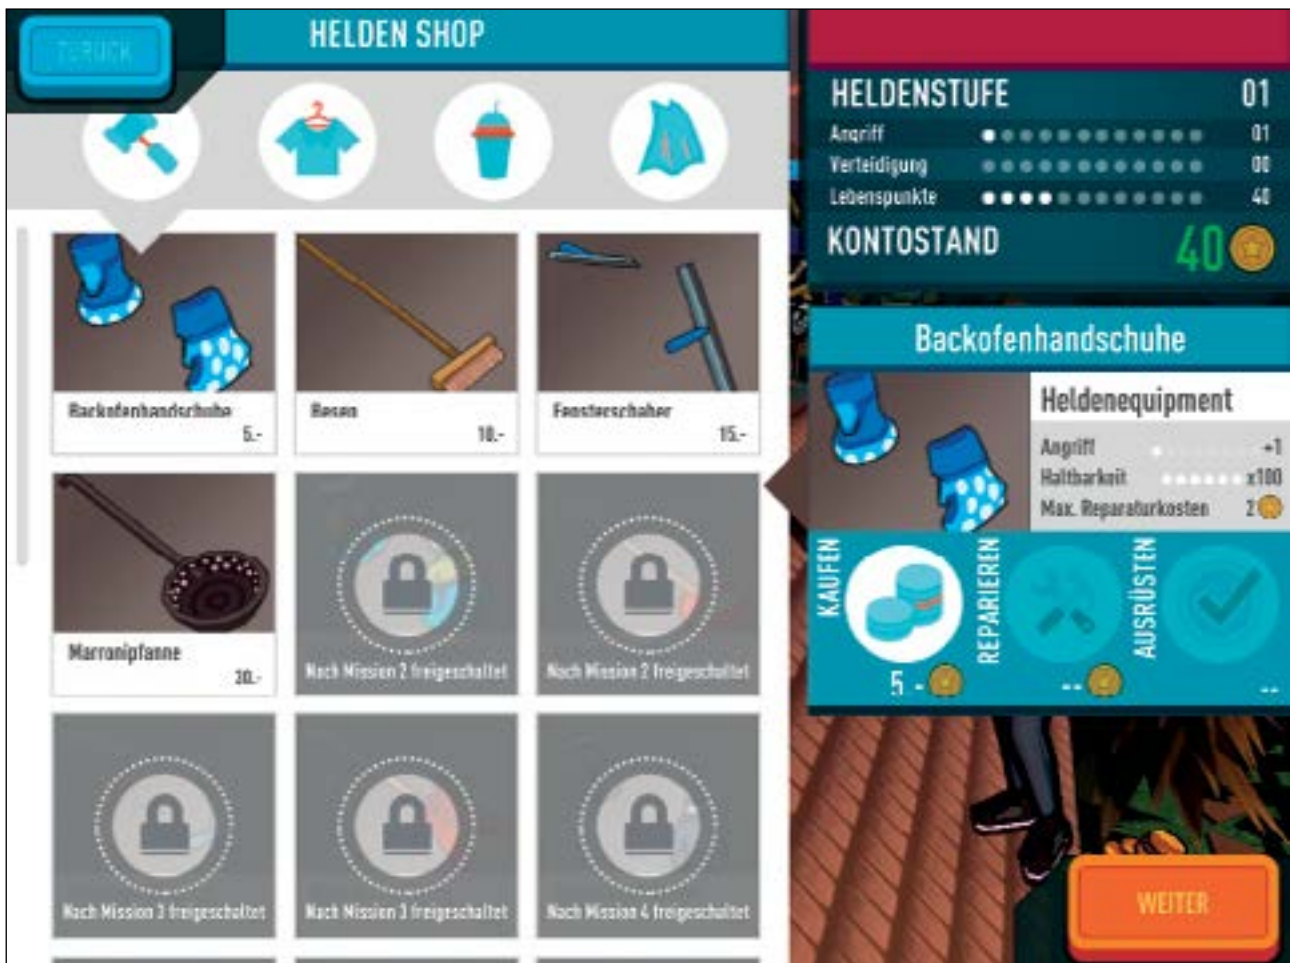 HELDEN SHOP
Backofenhandschuhe
5.-
Besen
10.-
Fensterschaber
15.-
Marronipfanne
Nach Mission 2 freigeschaltet
Nach Mission 2 freigeschaltet
Nach Mission 3 freigeschaltet
Nach Mission 3 freigeschaltet
Nach Mission 4 freigeschaltet
HELDENSTUFE 01
Angriff 01
Verteidigung 00
Lebenspunkte 40
KONTOSTAND 40
Backofenhandschuhe
Heldenequipment
Angriff +1
Haltbarkeit x100
Max. Reparaturkosten 2
KAUFEN
5.-
REPARIEREN
--
AUSRÜSTEN
--
WEITER